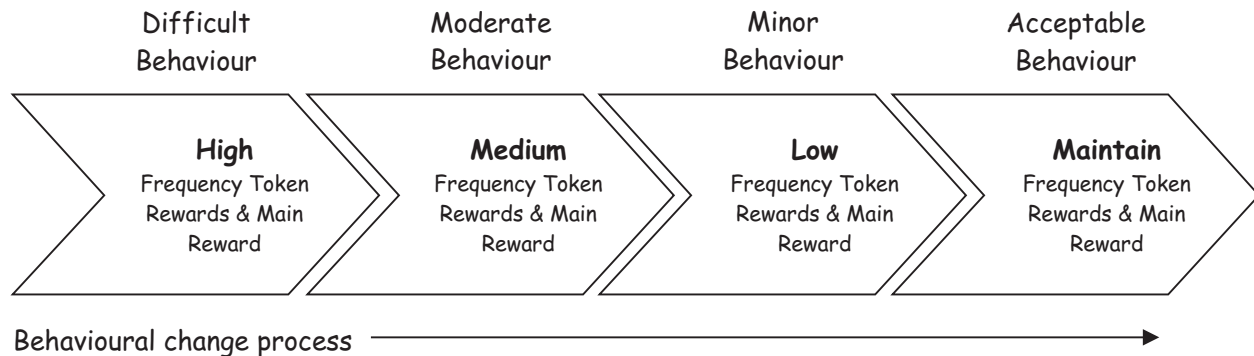 Difficult
Behaviour
Moderate
Behaviour
Minor
Behaviour
Acceptable
Behaviour
High
Frequency Token
Rewards & Main
Reward
Medium
Frequency Token
Rewards & Main
Reward
Low
Frequency Token
Rewards & Main
Reward
Maintain
Frequency Token
Rewards & Main
Reward
Behavioural change process